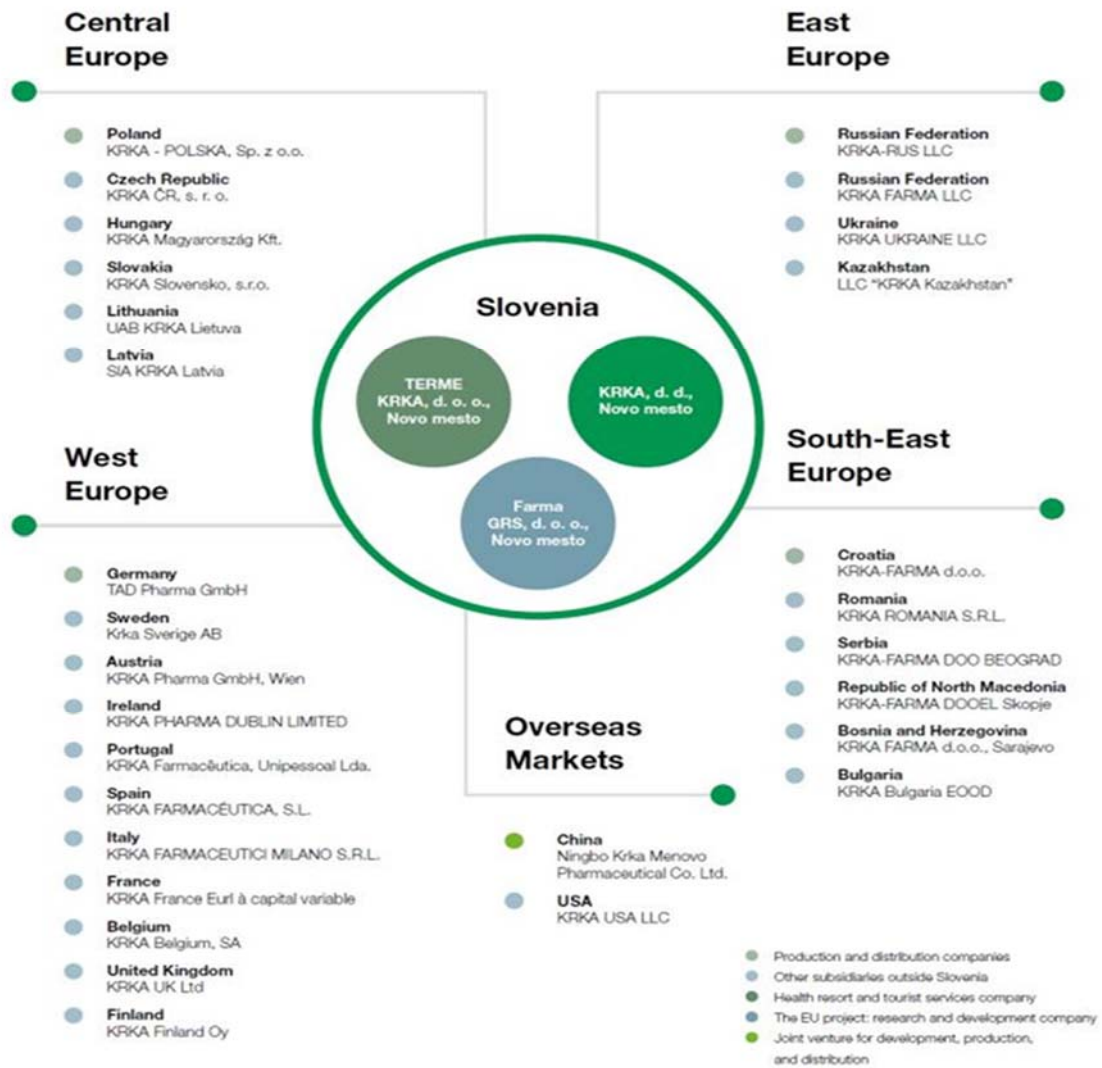 Central
Europe
Poland
KRKA - POLSKA, Sp. z o.o.
Czech Republic
KRKA ČR, s. r. o.
Hungary
KRKA Magyarország Kft.
Slovakia
KRKA Slovensko, s.r.o.
Lithuania
UAB KRKA Lietuva
Latvia
SIA KRKA Latvia
East
Europe
Russian Federation
KRKA-RUS LLC
Russian Federation
KRKA FARMA LLC
Ukraine
KRKA UKRAINE LLC
Kazakhstan
LLC "KRKA Kazakhstan"
Slovenia
TERME
KRKA, d. o. o.,
Novo mesto
KRKA, d. d.,
Novo mesto
Farma
GRS, d. o. o.,
Novo mesto
West
Europe
Germany
TAD Pharma GmbH
Sweden
Krka Sverige AB
Austria
KRKA Pharma GmbH, Wien
Ireland
KRKA PHARMA DUBLIN LIMITED
Portugal
KRKA Farmacêutica, Unipessoal Lda.
Spain
KRKA FARMACÉUTICA, S.L.
Italy
KRKA FARMACEUTICI MILANO S.R.L.
France
KRKA France Eurl à capital variable
Belgium
KRKA Belgium, SA
United Kingdom
KRKA UK Ltd
Finland
KRKA Finland Oy
South-East
Europe
Croatia
KRKA-FARMA d.o.o.
Romania
KRKA ROMANIA S.R.L.
Serbia
KRKA-FARMA DOO BEOGRAD
Republic of North Macedonia
KRKA-FARMA DOOEL Skopje
Bosnia and Herzegovina
KRKA FARMA d.o.o., Sarajevo
Bulgaria
KRKA Bulgaria EOOD
Overseas
Markets
China
Ningbo Krka Menovo
Pharmaceutical Co. Ltd.
USA
KRKA USA LLC
Production and distribution companies
Other subsidiaries outside Slovenia
Health resort and tourist services company
The EU project: research and development company
Joint venture for development, production,
and distribution